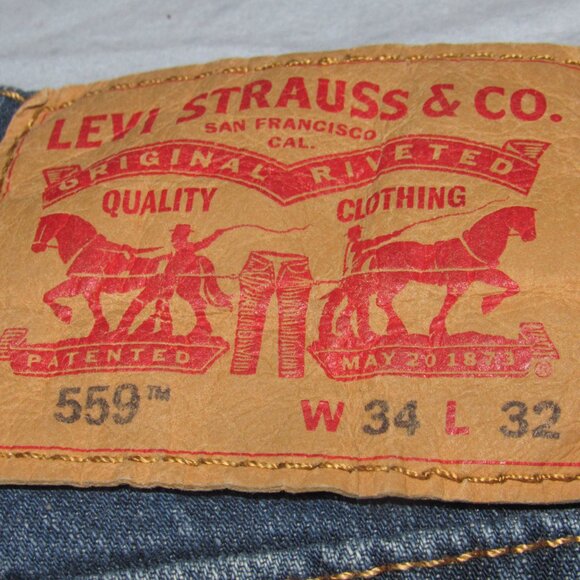 LEVI STRAUSS & CO.
SAN FRANCISCO
CAL.
ORIGINAL RIVETED
QUALITY CLOTHING
PATENTED MAY 20 1873
559™ W 34 L 32